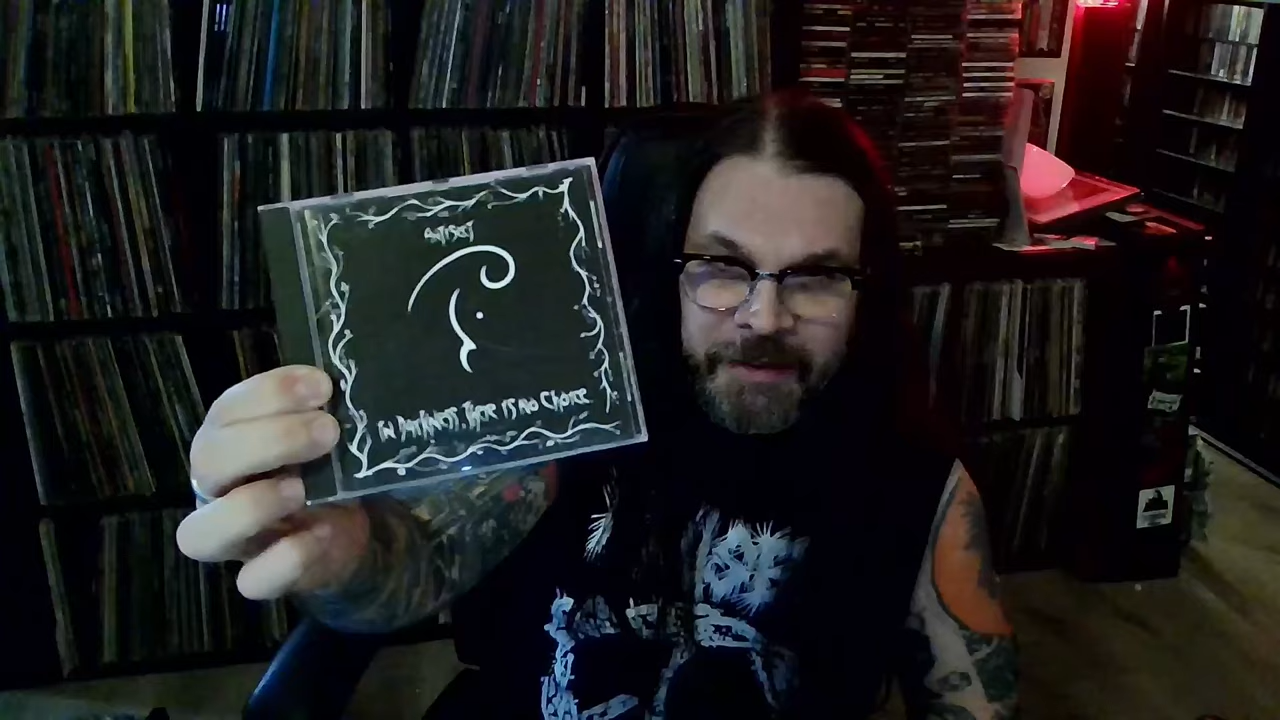 ANTISECT
IN DARKNESS, THERE IS NO CHOICE